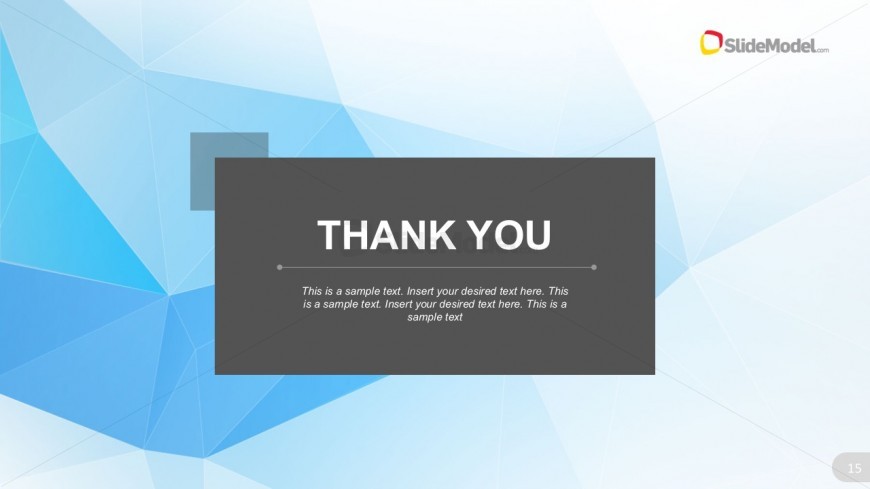 SlideModel.com
THANK YOU
This is a sample text. Insert your desired text here. This
is a sample text. Insert your desired text here. This is a
sample text
15